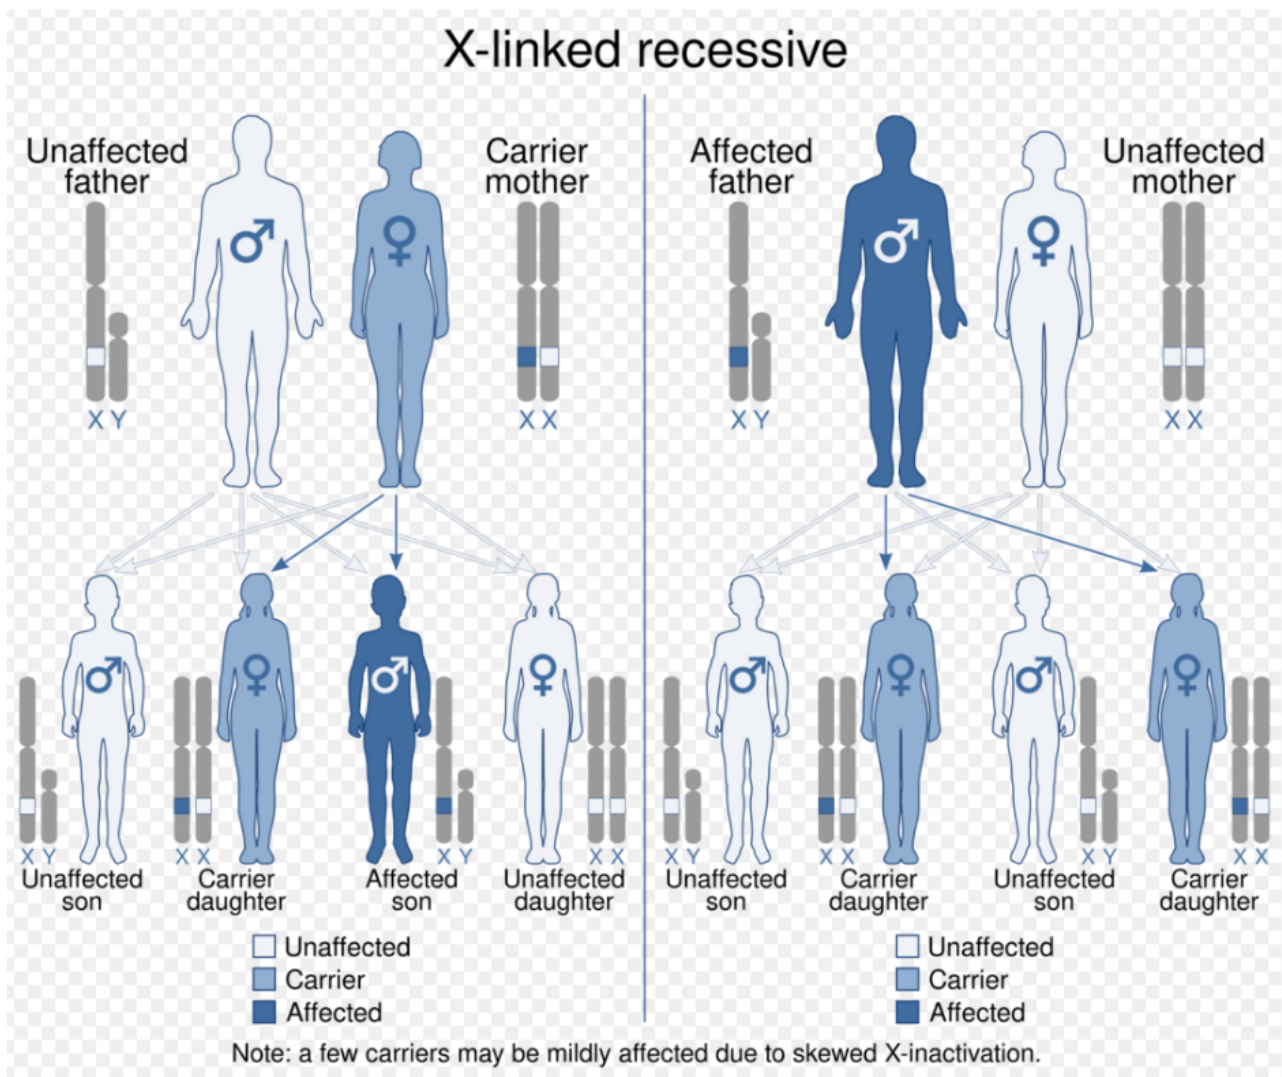 X-linked recessive
Unaffected
father
Carrier
mother
X Y
X X
Affected
father
Unaffected
mother
X Y
X X
X Y
Unaffected
son
X X
Carrier
daughter
X Y
Affected
son
X X
Unaffected
daughter
X Y
Unaffected
son
X X
Carrier
daughter
X Y
Unaffected
son
X X
Carrier
daughter
Unaffected
Carrier
Affected
Unaffected
Carrier
Affected
Note: a few carriers may be mildly affected due to skewed X-inactivation.